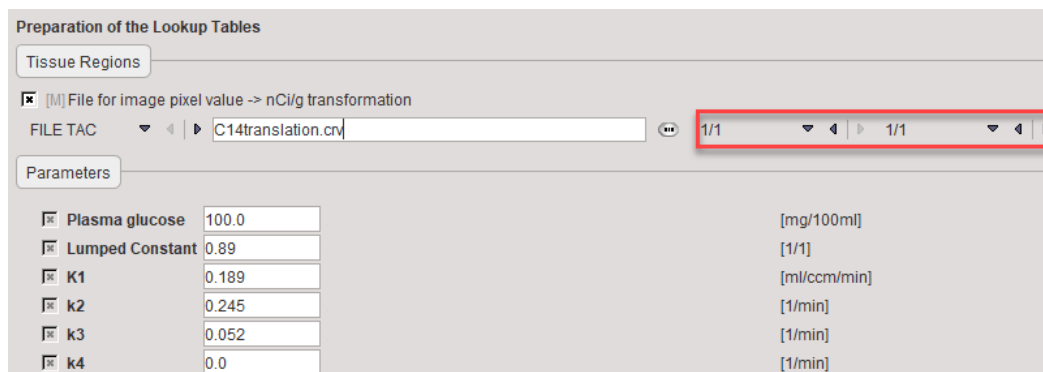 Preparation of the Lookup Tables
Tissue Regions
[M] File for image pixel value -> nCi/g transformation
FILE TAC C14translation.crv 1/1 1/1
Parameters
Plasma glucose 100.0 [mg/100ml]
Lumped Constant 0.89 [1/1]
K1 0.189 [ml/ccm/min]
k2 0.245 [1/min]
k3 0.052 [1/min]
k4 0.0 [1/min]